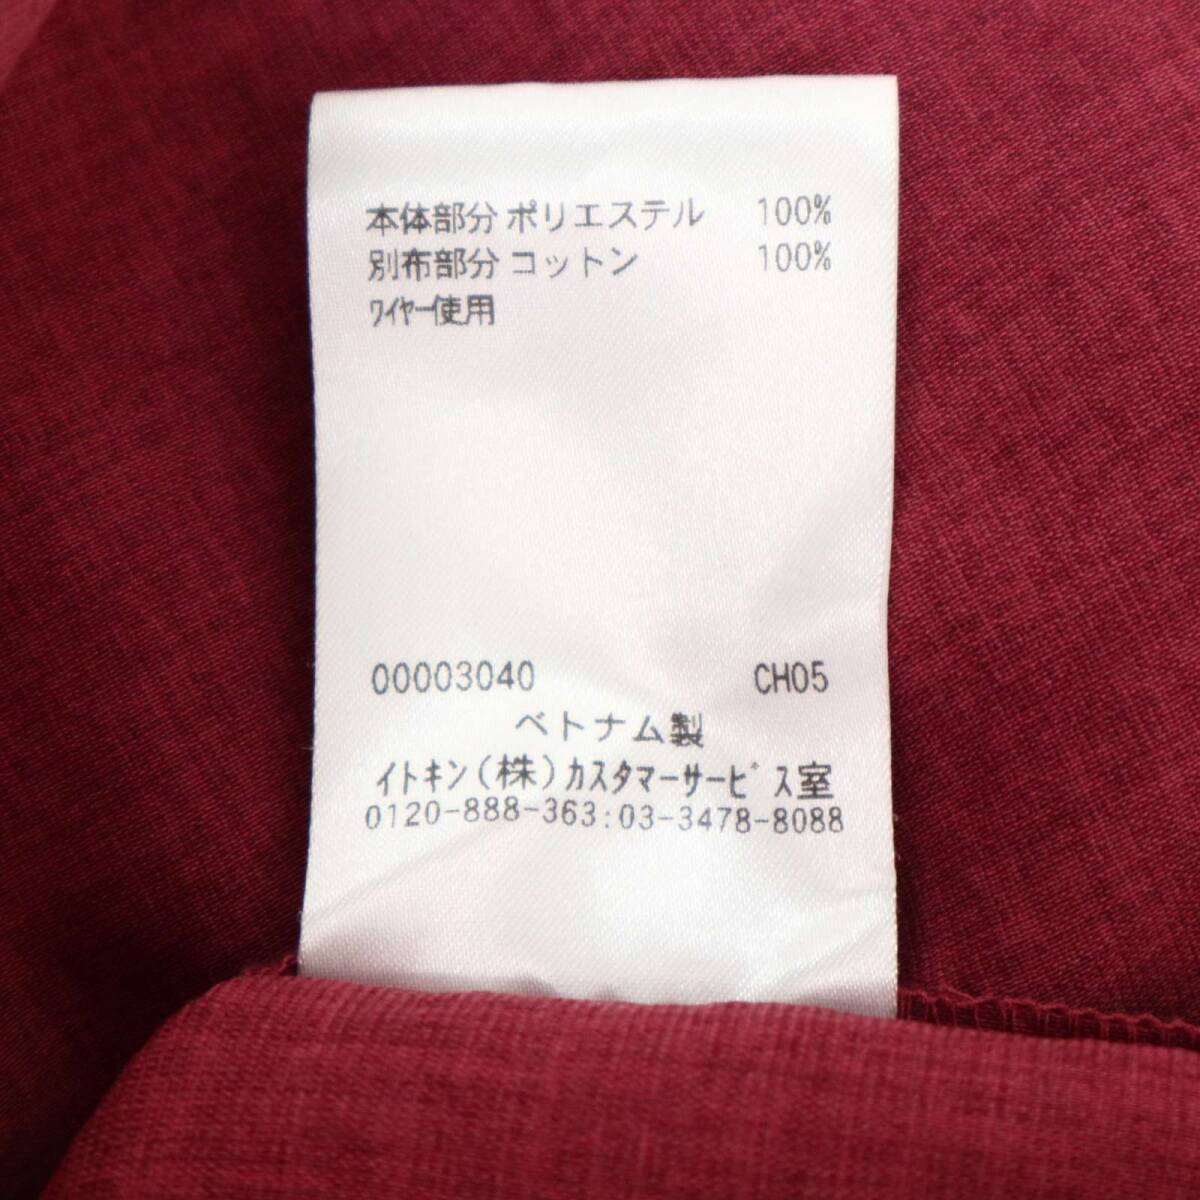 本体部分 ポリエステル 100%
別布部分 コットン 100%
ﾜｲﾔｰ使用
00003040 CH05
ベトナム製
イトキン(株)カスタマーサービス室
0120-888-363:03-3478-8088